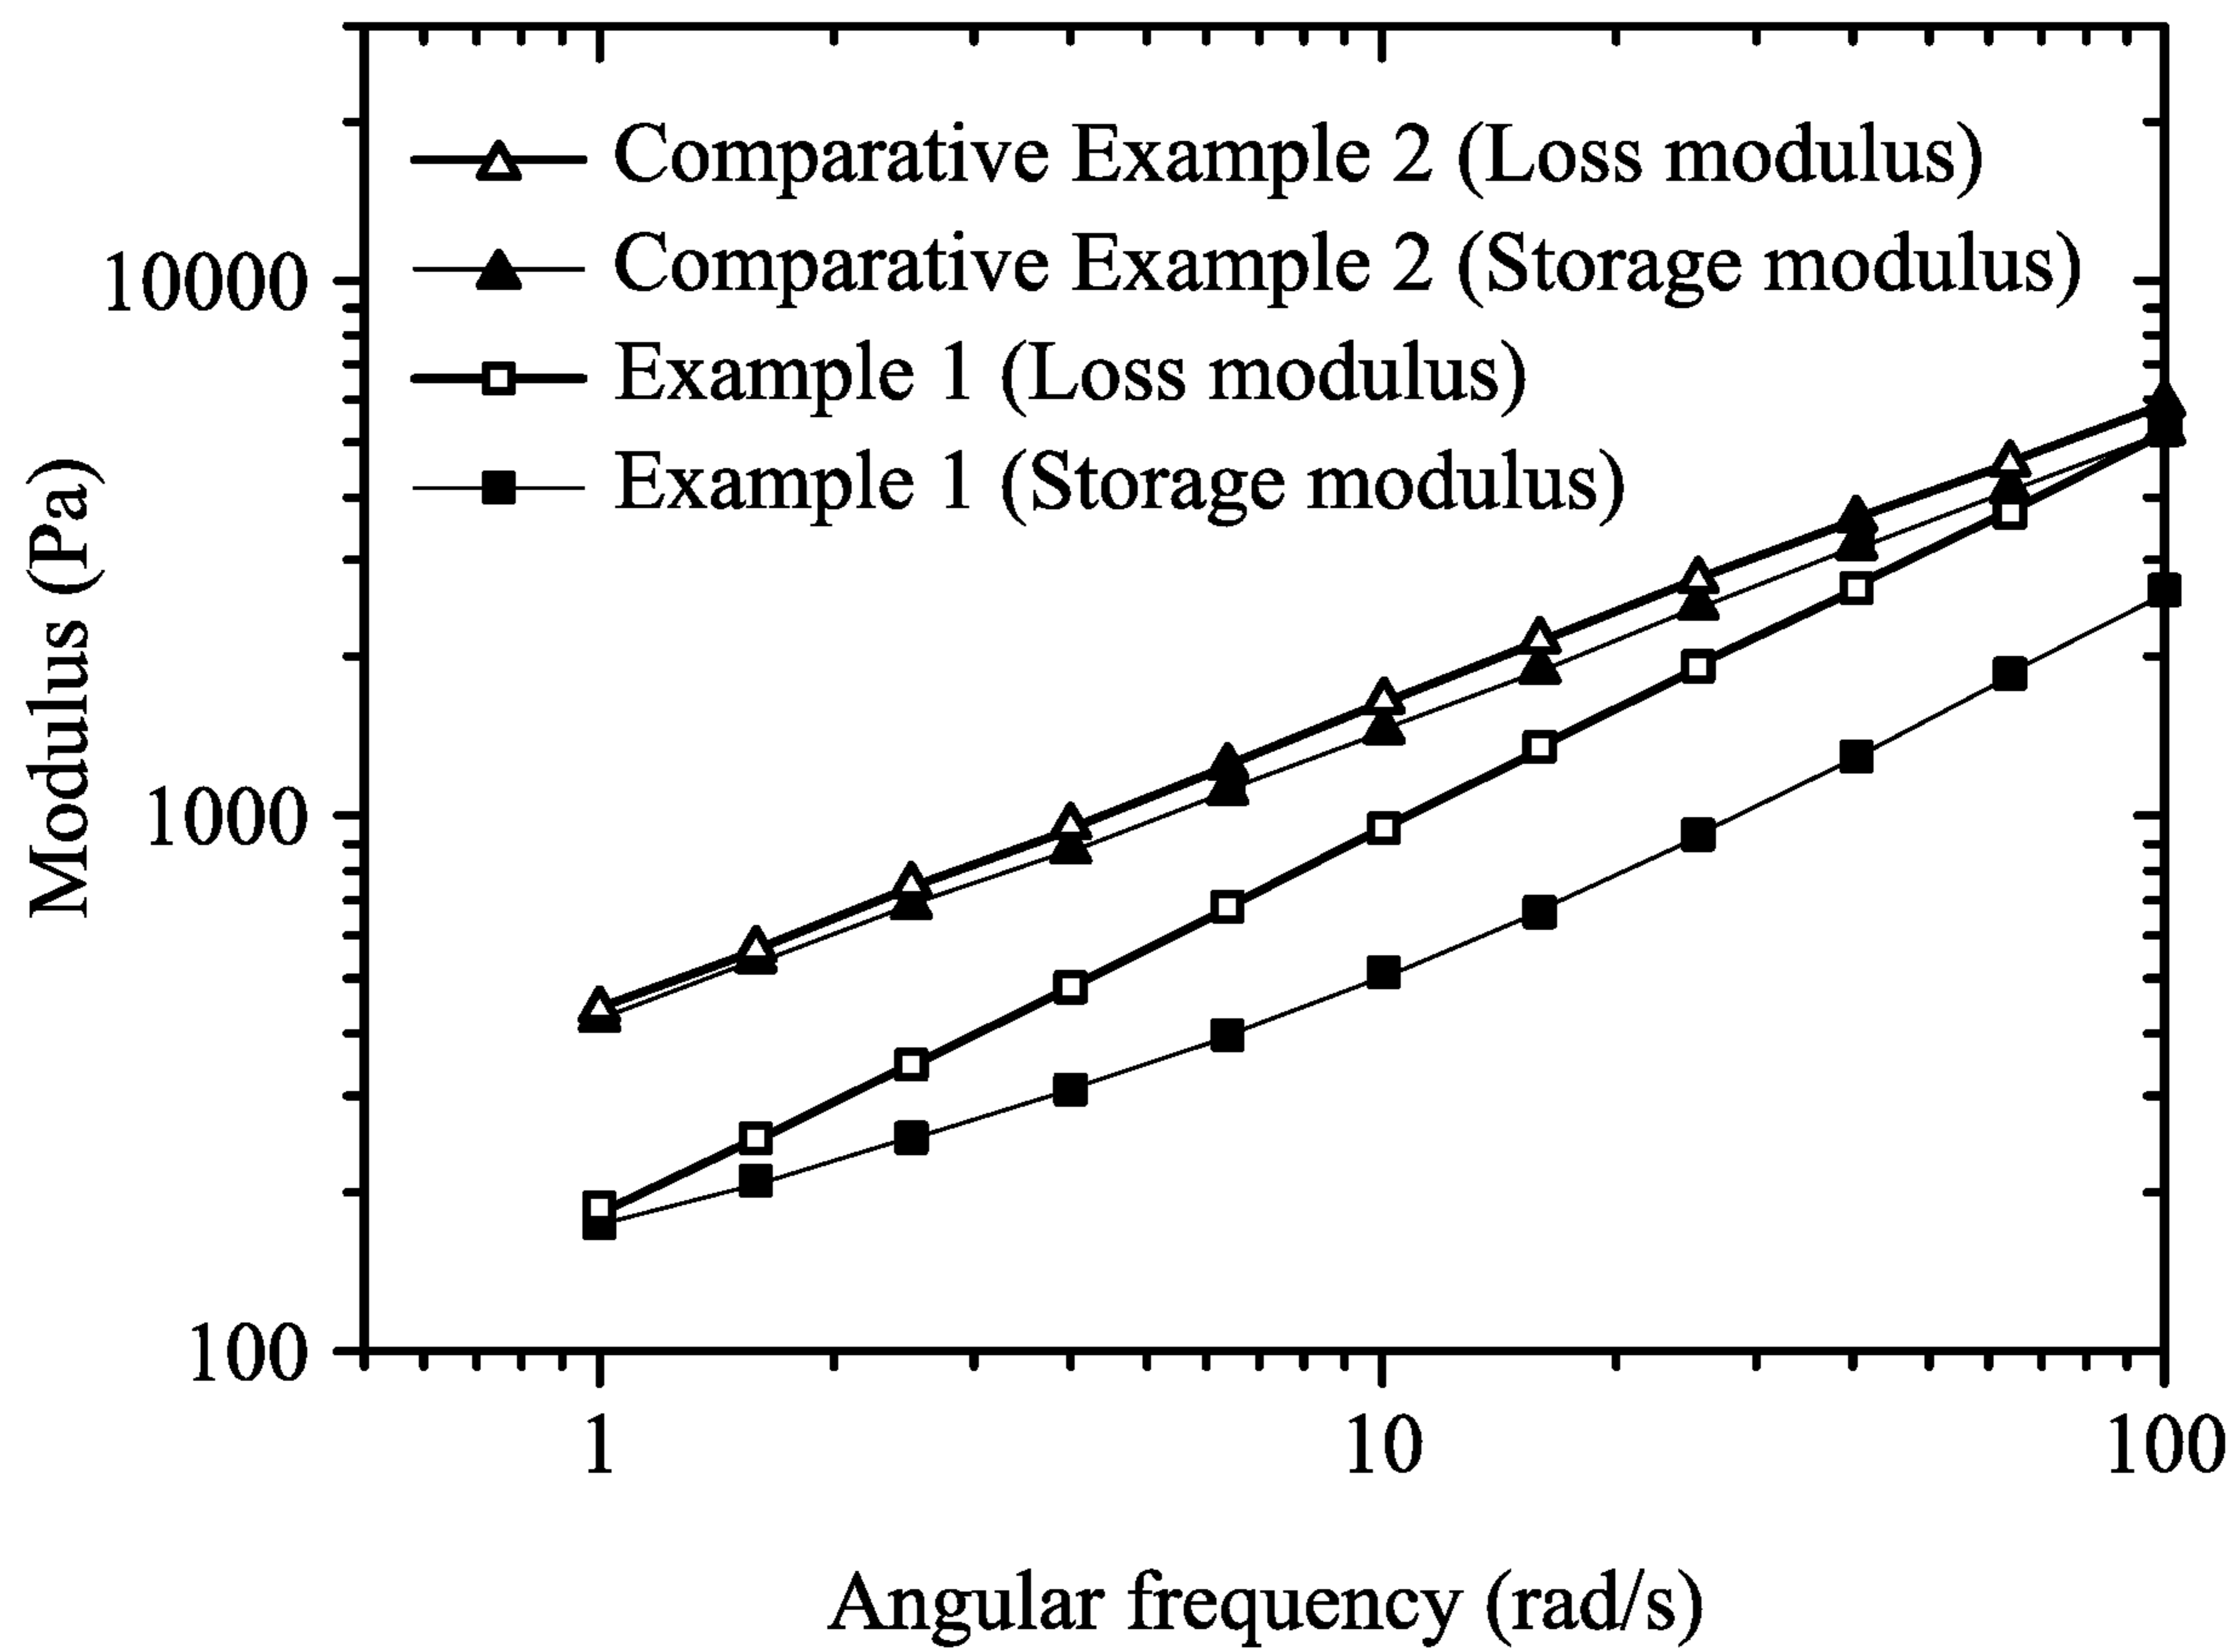 Comparative Example 2 (Loss modulus)
Comparative Example 2 (Storage modulus)
Example 1 (Loss modulus)
Example 1 (Storage modulus)
10000
1000
100
Modulus (Pa)
1 10 100
Angular frequency (rad/s)